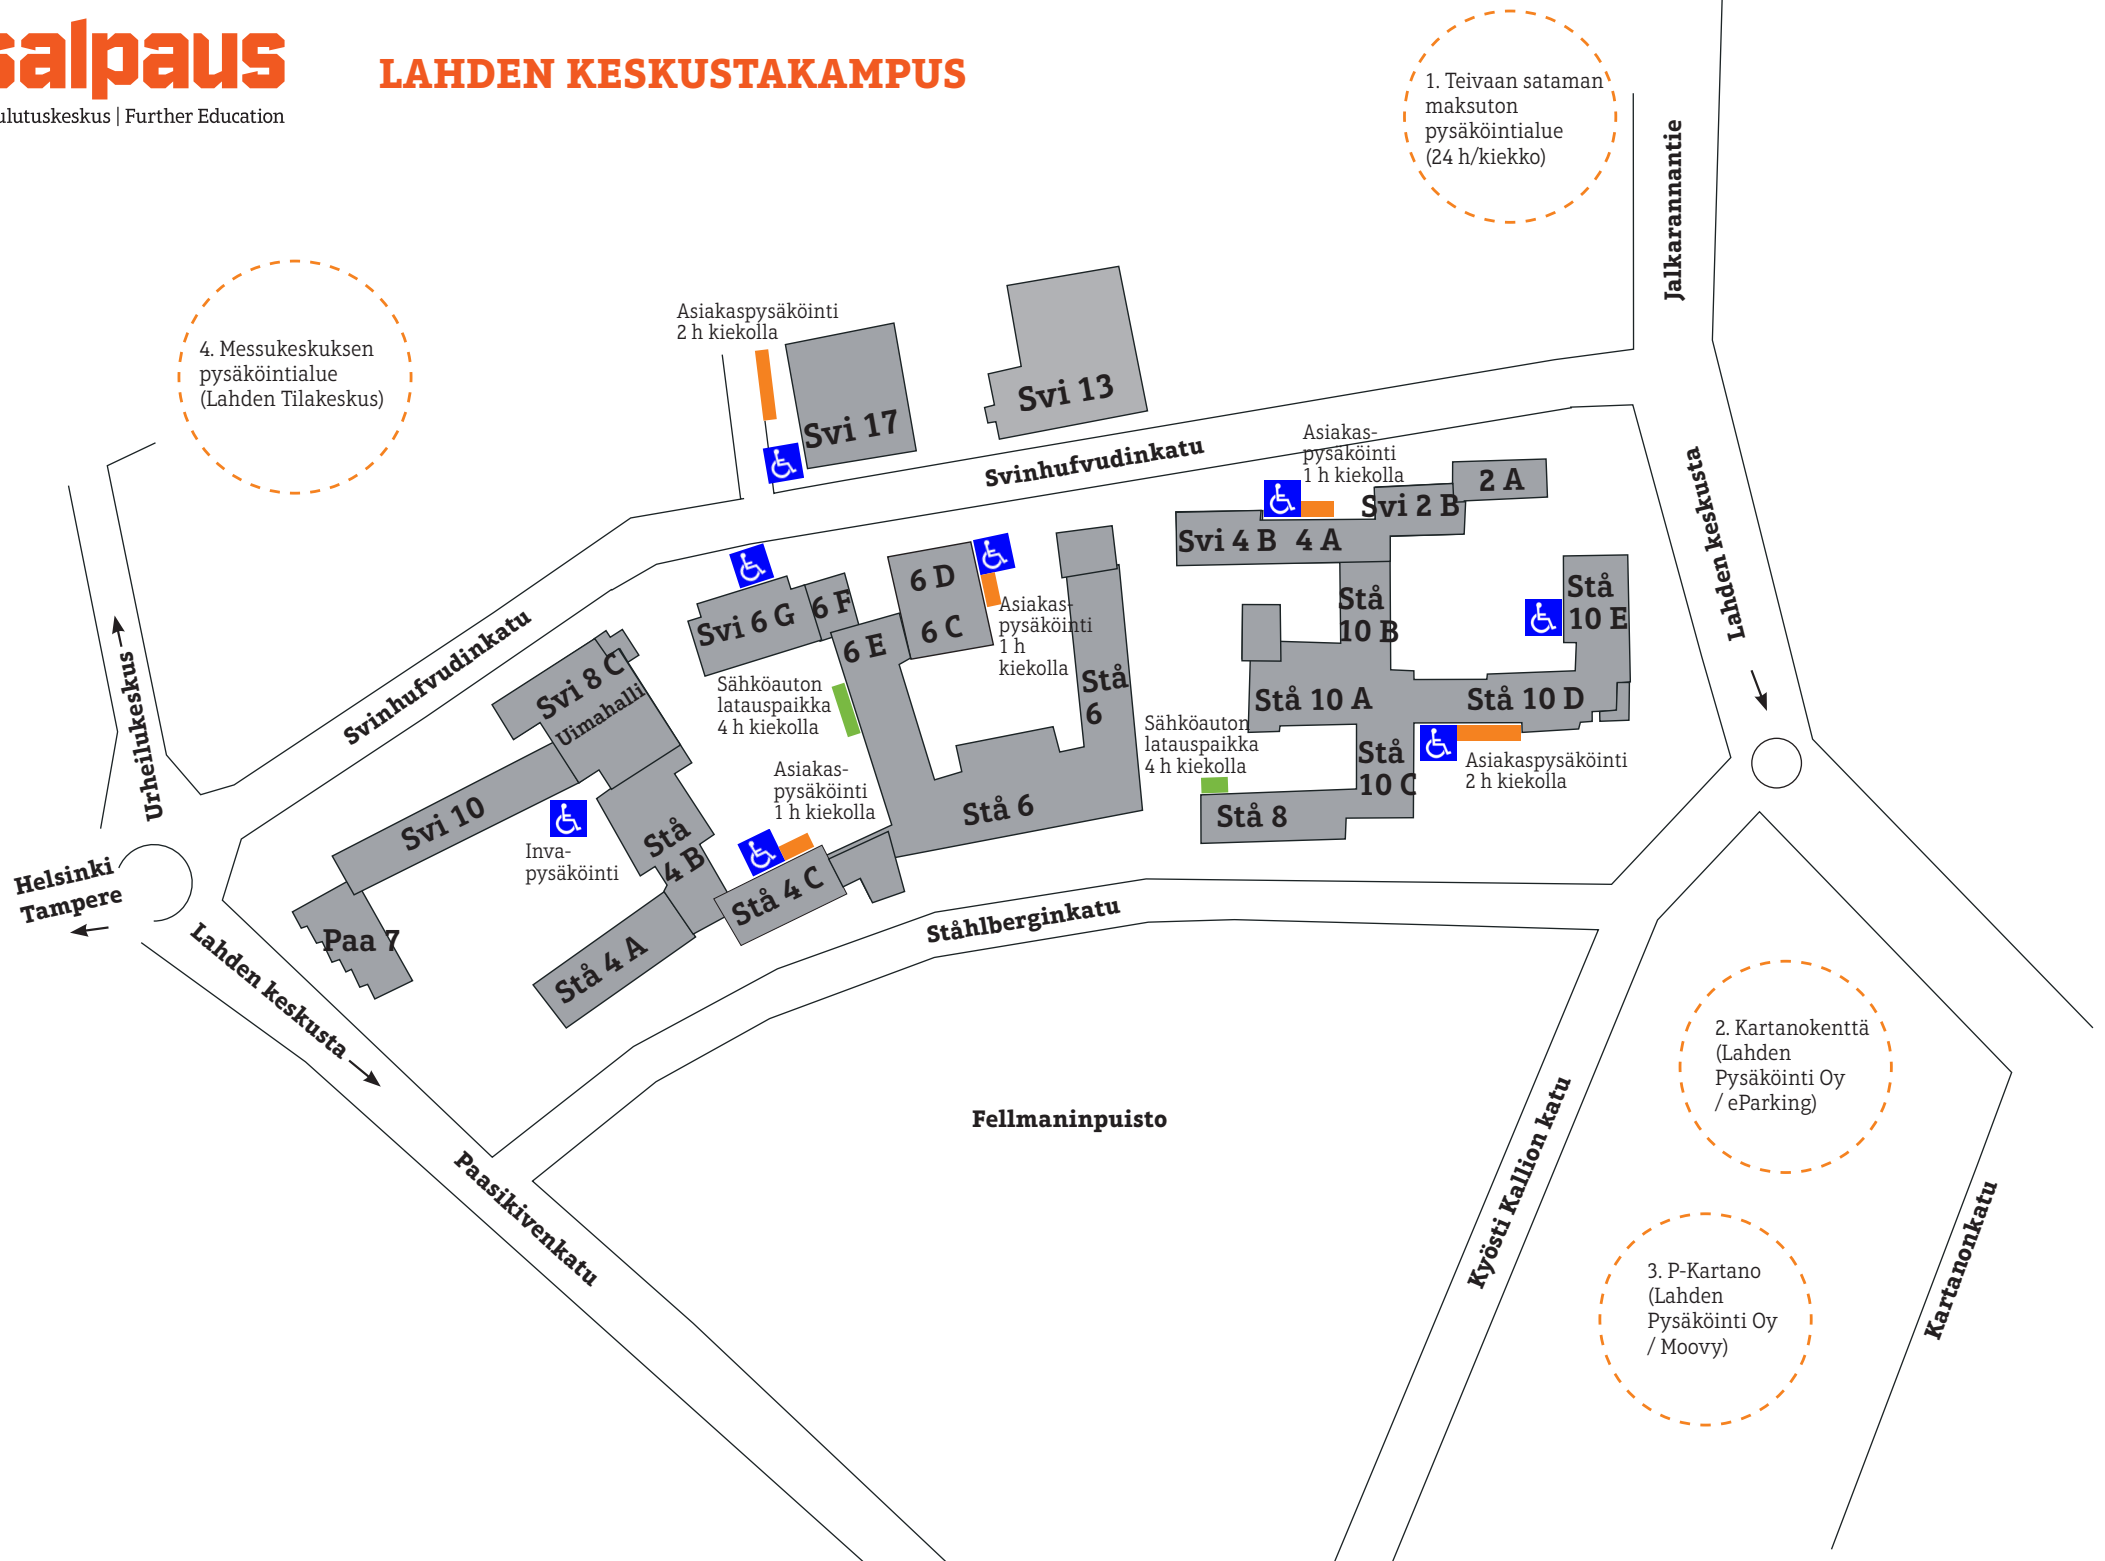 salpaus
ulutuskeskus | Further Education
LAHDEN KESKUSTAKAMPUS
1. Teivaan sataman
maksuton
pysäköintialue
(24 h/kiekko)
Jalkarannantie
4. Messukeskuksen
pysäköintialue
(Lahden Tilakeskus)
Asiakaspysäköinti
2 h kiekolla
Svi 17
Svi 13
Svinhufvudinkatu
Asiakas-
pysäköinti
1 h kiekolla
2 A
Svi 2 B
Svi 4 B 4 A
Lahden keskusta
Stå
10 B
Stå
10 E
Stå 10 A
Stå 10 D
Stå
10 C
Asiakaspysäköinti
2 h kiekolla
Sähköauton
latauspaikka
4 h kiekolla
Stå 8
6 D
6 C
Asiakas-
pysäköinti
1 h
kiekolla
Stå
6
Svi 6 G
6 F
6 E
Sähköauton
latauspaikka
4 h kiekolla
Asiakas-
pysäköinti
1 h kiekolla
Stå 6
Svinhufvudinkatu
Svi 8 C
Uimahalli
Svi 10
Inva-
pysäköinti
Stå
4 B
Stå 4 C
Stå 4 A
Paa 7
Urheilukeskus
Helsinki
Tampere
Lahden keskusta
Ståhlberginkatu
Paasikivenkatu
Fellmaninpuisto
Kyösti Kallion katu
2. Kartanokenttä
(Lahden
Pysäköinti Oy
/ eParking)
3. P-Kartano
(Lahden
Pysäköinti Oy
/ Moovy)
Kartanonkatu